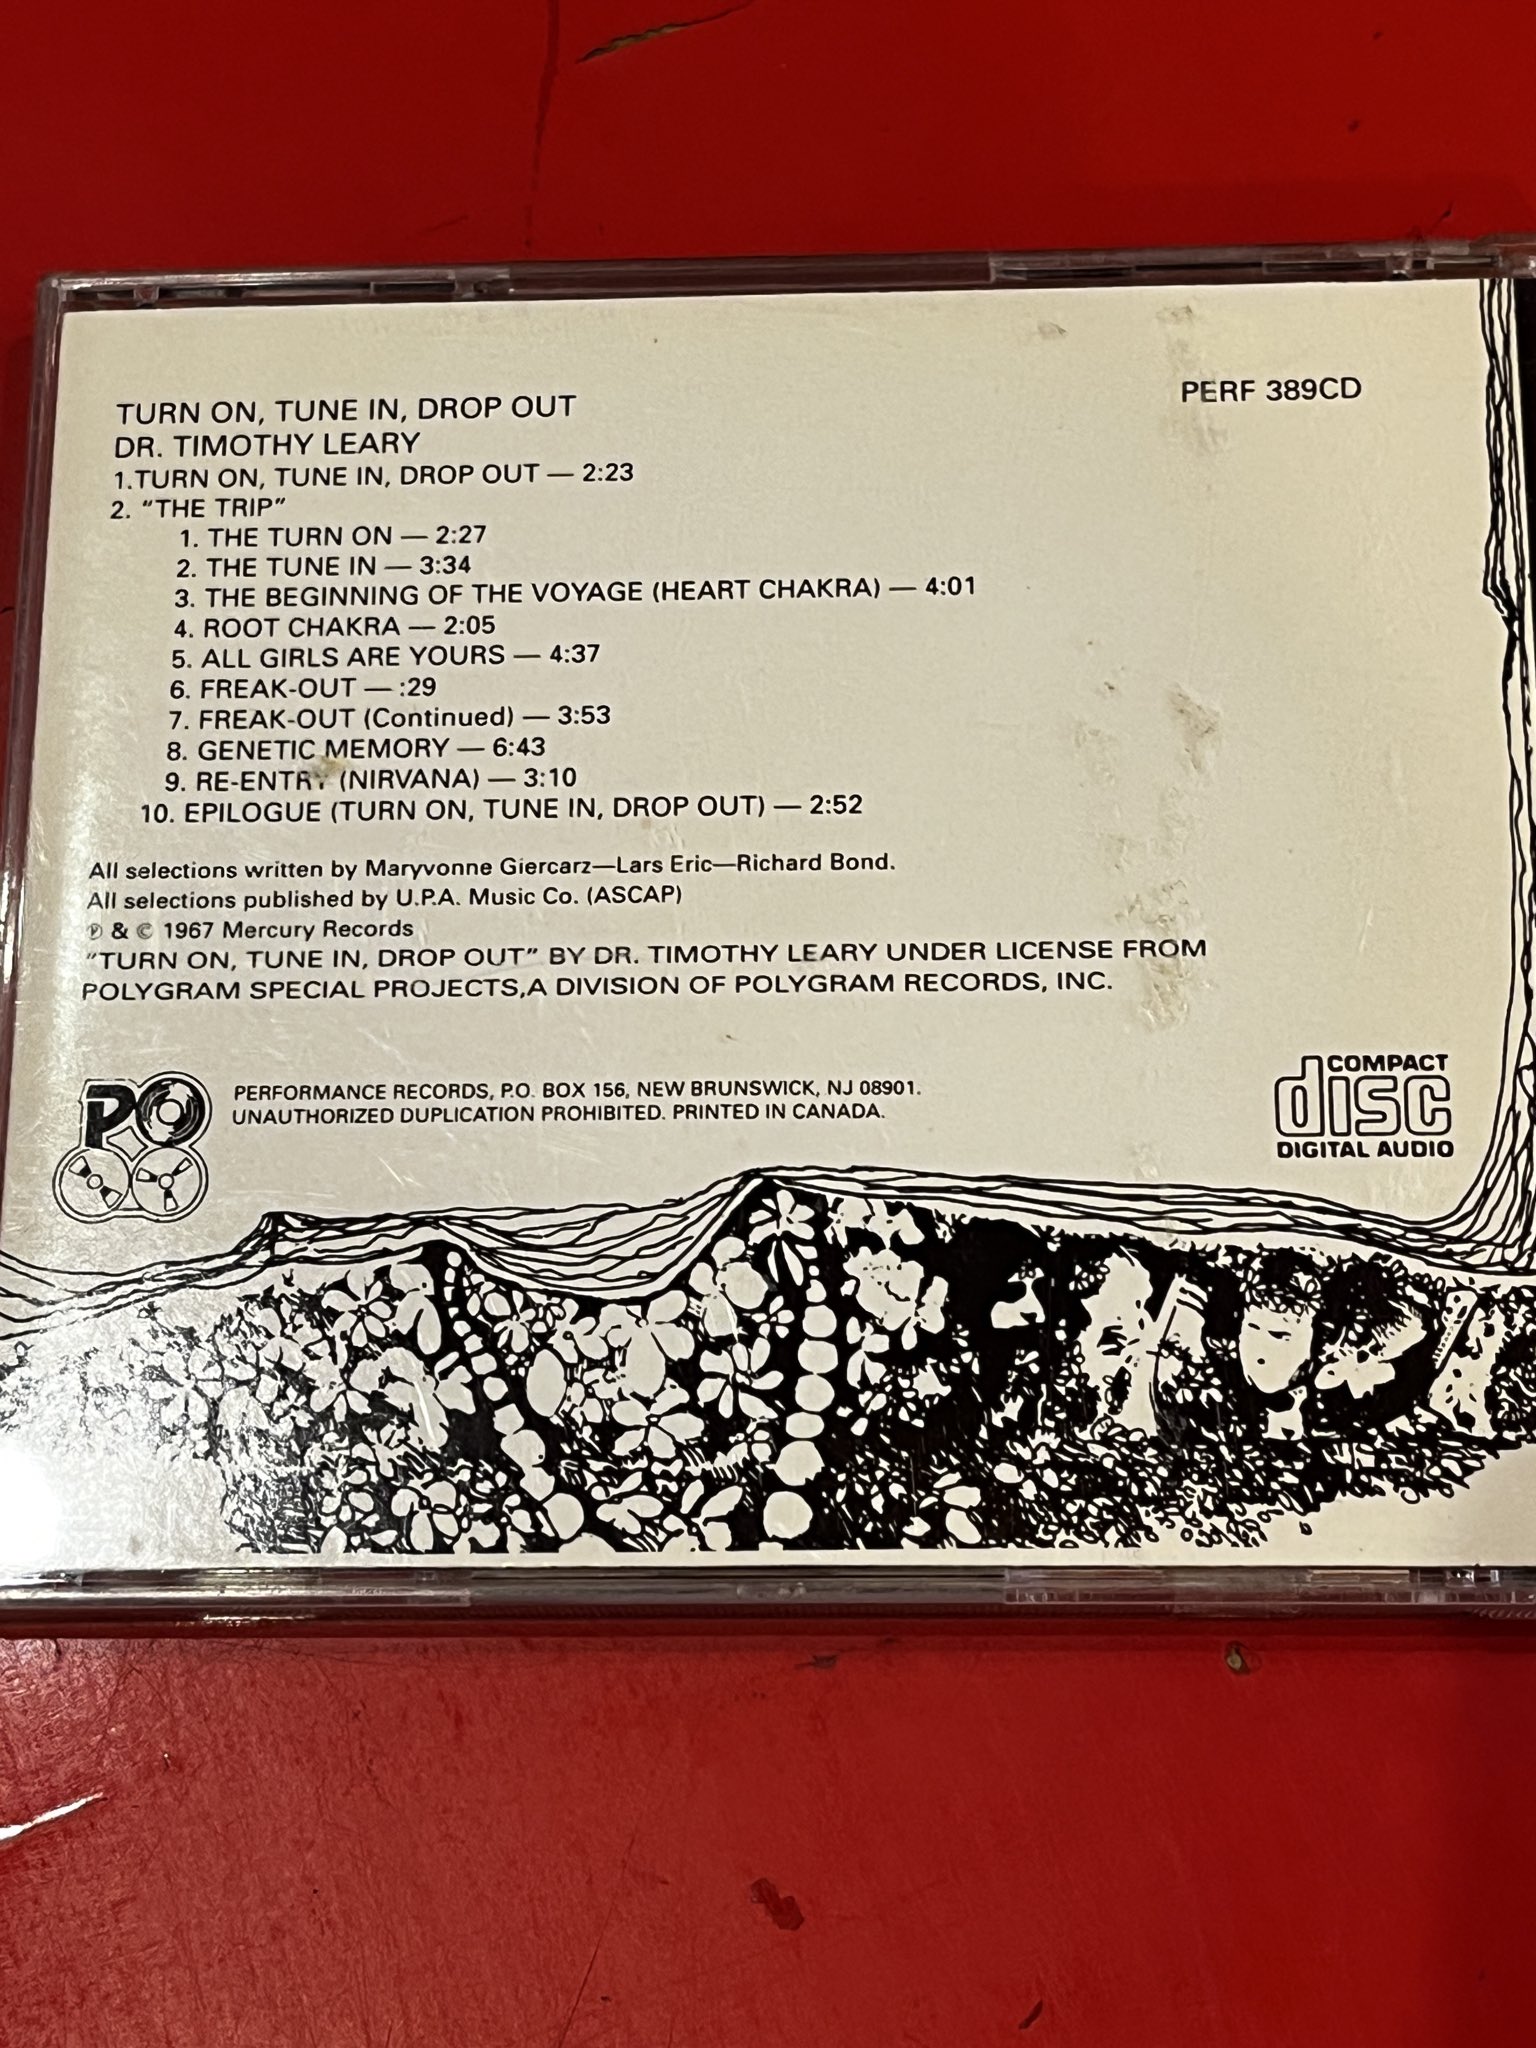 TURN ON, TUNE IN, DROP OUT
PERF 389CD
DR. TIMOTHY LEARY
1.TURN ON, TUNE IN, DROP OUT — 2:23
2. "THE TRIP"
1. THE TURN ON — 2:27
2. THE TUNE IN — 3:34
3. THE BEGINNING OF THE VOYAGE (HEART CHAKRA) — 4:01
4. ROOT CHAKRA — 2:05
5. ALL GIRLS ARE YOURS — 4:37
6. FREAK-OUT — :29
7. FREAK-OUT (Continued) — 3:53
8. GENETIC MEMORY — 6:43
9. RE-ENTRY (NIRVANA) — 3:10
10. EPILOGUE (TURN ON, TUNE IN, DROP OUT) — 2:52
All selections written by Maryvonne Giercarz—Lars Eric—Richard Bond.
All selections published by U.P.A. Music Co. (ASCAP)
℗ & © 1967 Mercury Records
"TURN ON, TUNE IN, DROP OUT" BY DR. TIMOTHY LEARY UNDER LICENSE FROM
POLYGRAM SPECIAL PROJECTS,A DIVISION OF POLYGRAM RECORDS, INC.
PERFORMANCE RECORDS, P.O. BOX 156, NEW BRUNSWICK, NJ 08901.
UNAUTHORIZED DUPLICATION PROHIBITED. PRINTED IN CANADA.
COMPACT
disc
DIGITAL AUDIO